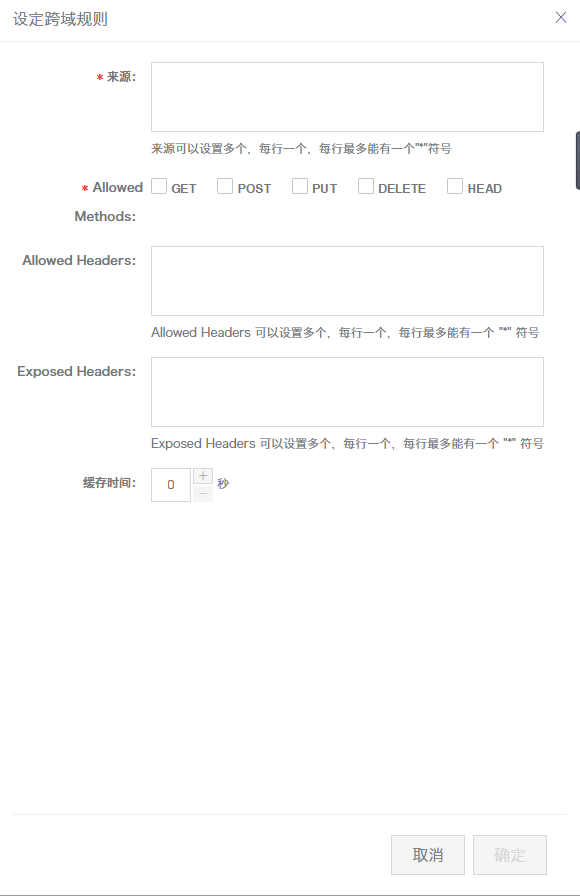 设定跨域规则
* 来源:
来源可以设置多个，每行一个，每行最多能有一个"*"符号
* Allowed Methods:
GET POST PUT DELETE HEAD
Allowed Headers:
Allowed Headers 可以设置多个，每行一个，每行最多能有一个 "*" 符号
Exposed Headers:
Exposed Headers 可以设置多个，每行一个，每行最多能有一个 "*" 符号
缓存时间: 0 + - 秒
取消 确定